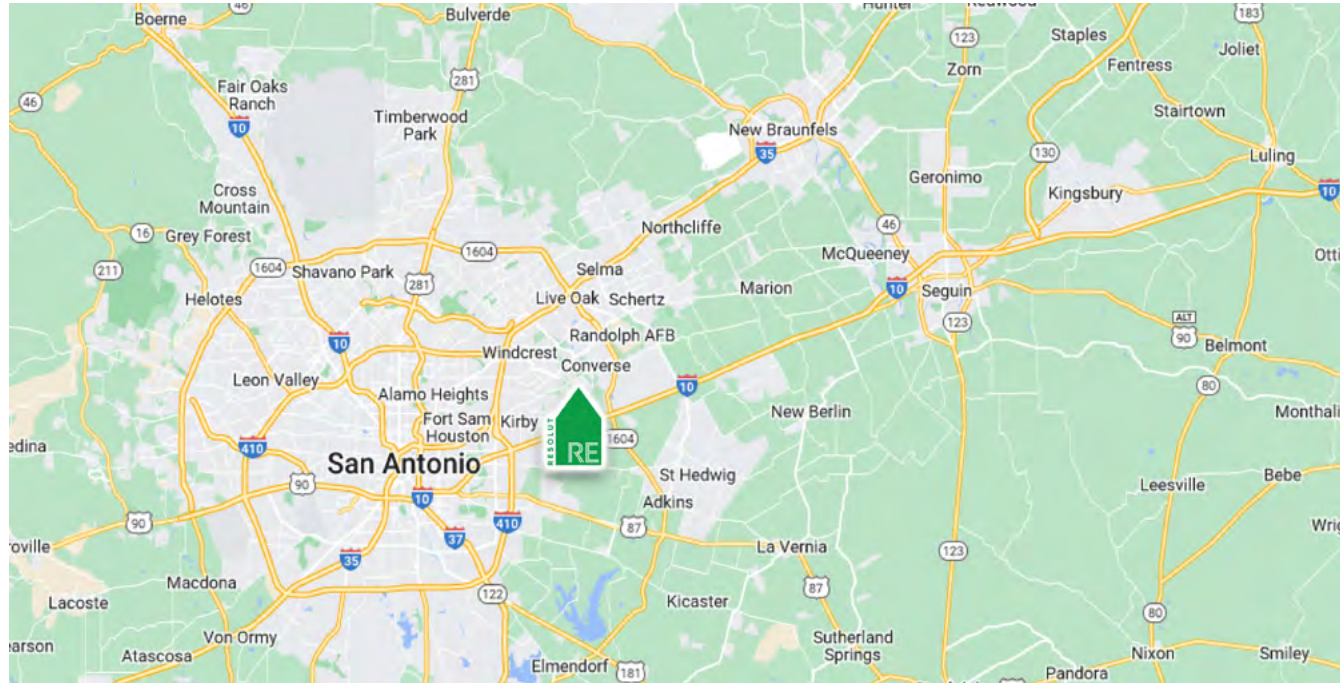 46
Boerne
Bulverde
Hunter
123
Staples
183
Joliet
Fentress
Zorn
Fair Oaks
Ranch
281
46
10
Timberwood
Park
Stairtown
New Braunfels
35
130
Luling
Geronimo
Kingsbury
10
Cross
Mountain
16
Grey Forest
Northcliffe
46
McQueeney
1604
1604
Shavano Park
211
281
Selma
Helotes
Live Oak
Schertz
Marion
10
Seguin
123
Randolph AFB
ALT
90
Belmont
10
Windcrest
Converse
Leon Valley
10
80
Alamo Heights
New Berlin
Fort Sam
Houston
Kirby
RESOLUT
RE
1604
410
San Antonio
90
St Hedwig
Bebe
Leesville
10
Adkins
90
410
87
37
La Vernia
35
123
Macdona
122
87
Lacoste
Kicaster
80
Von Ormy
Sutherland
Springs
Atascosa
Elmendorf
181
Nixon
Smiley
Pandora